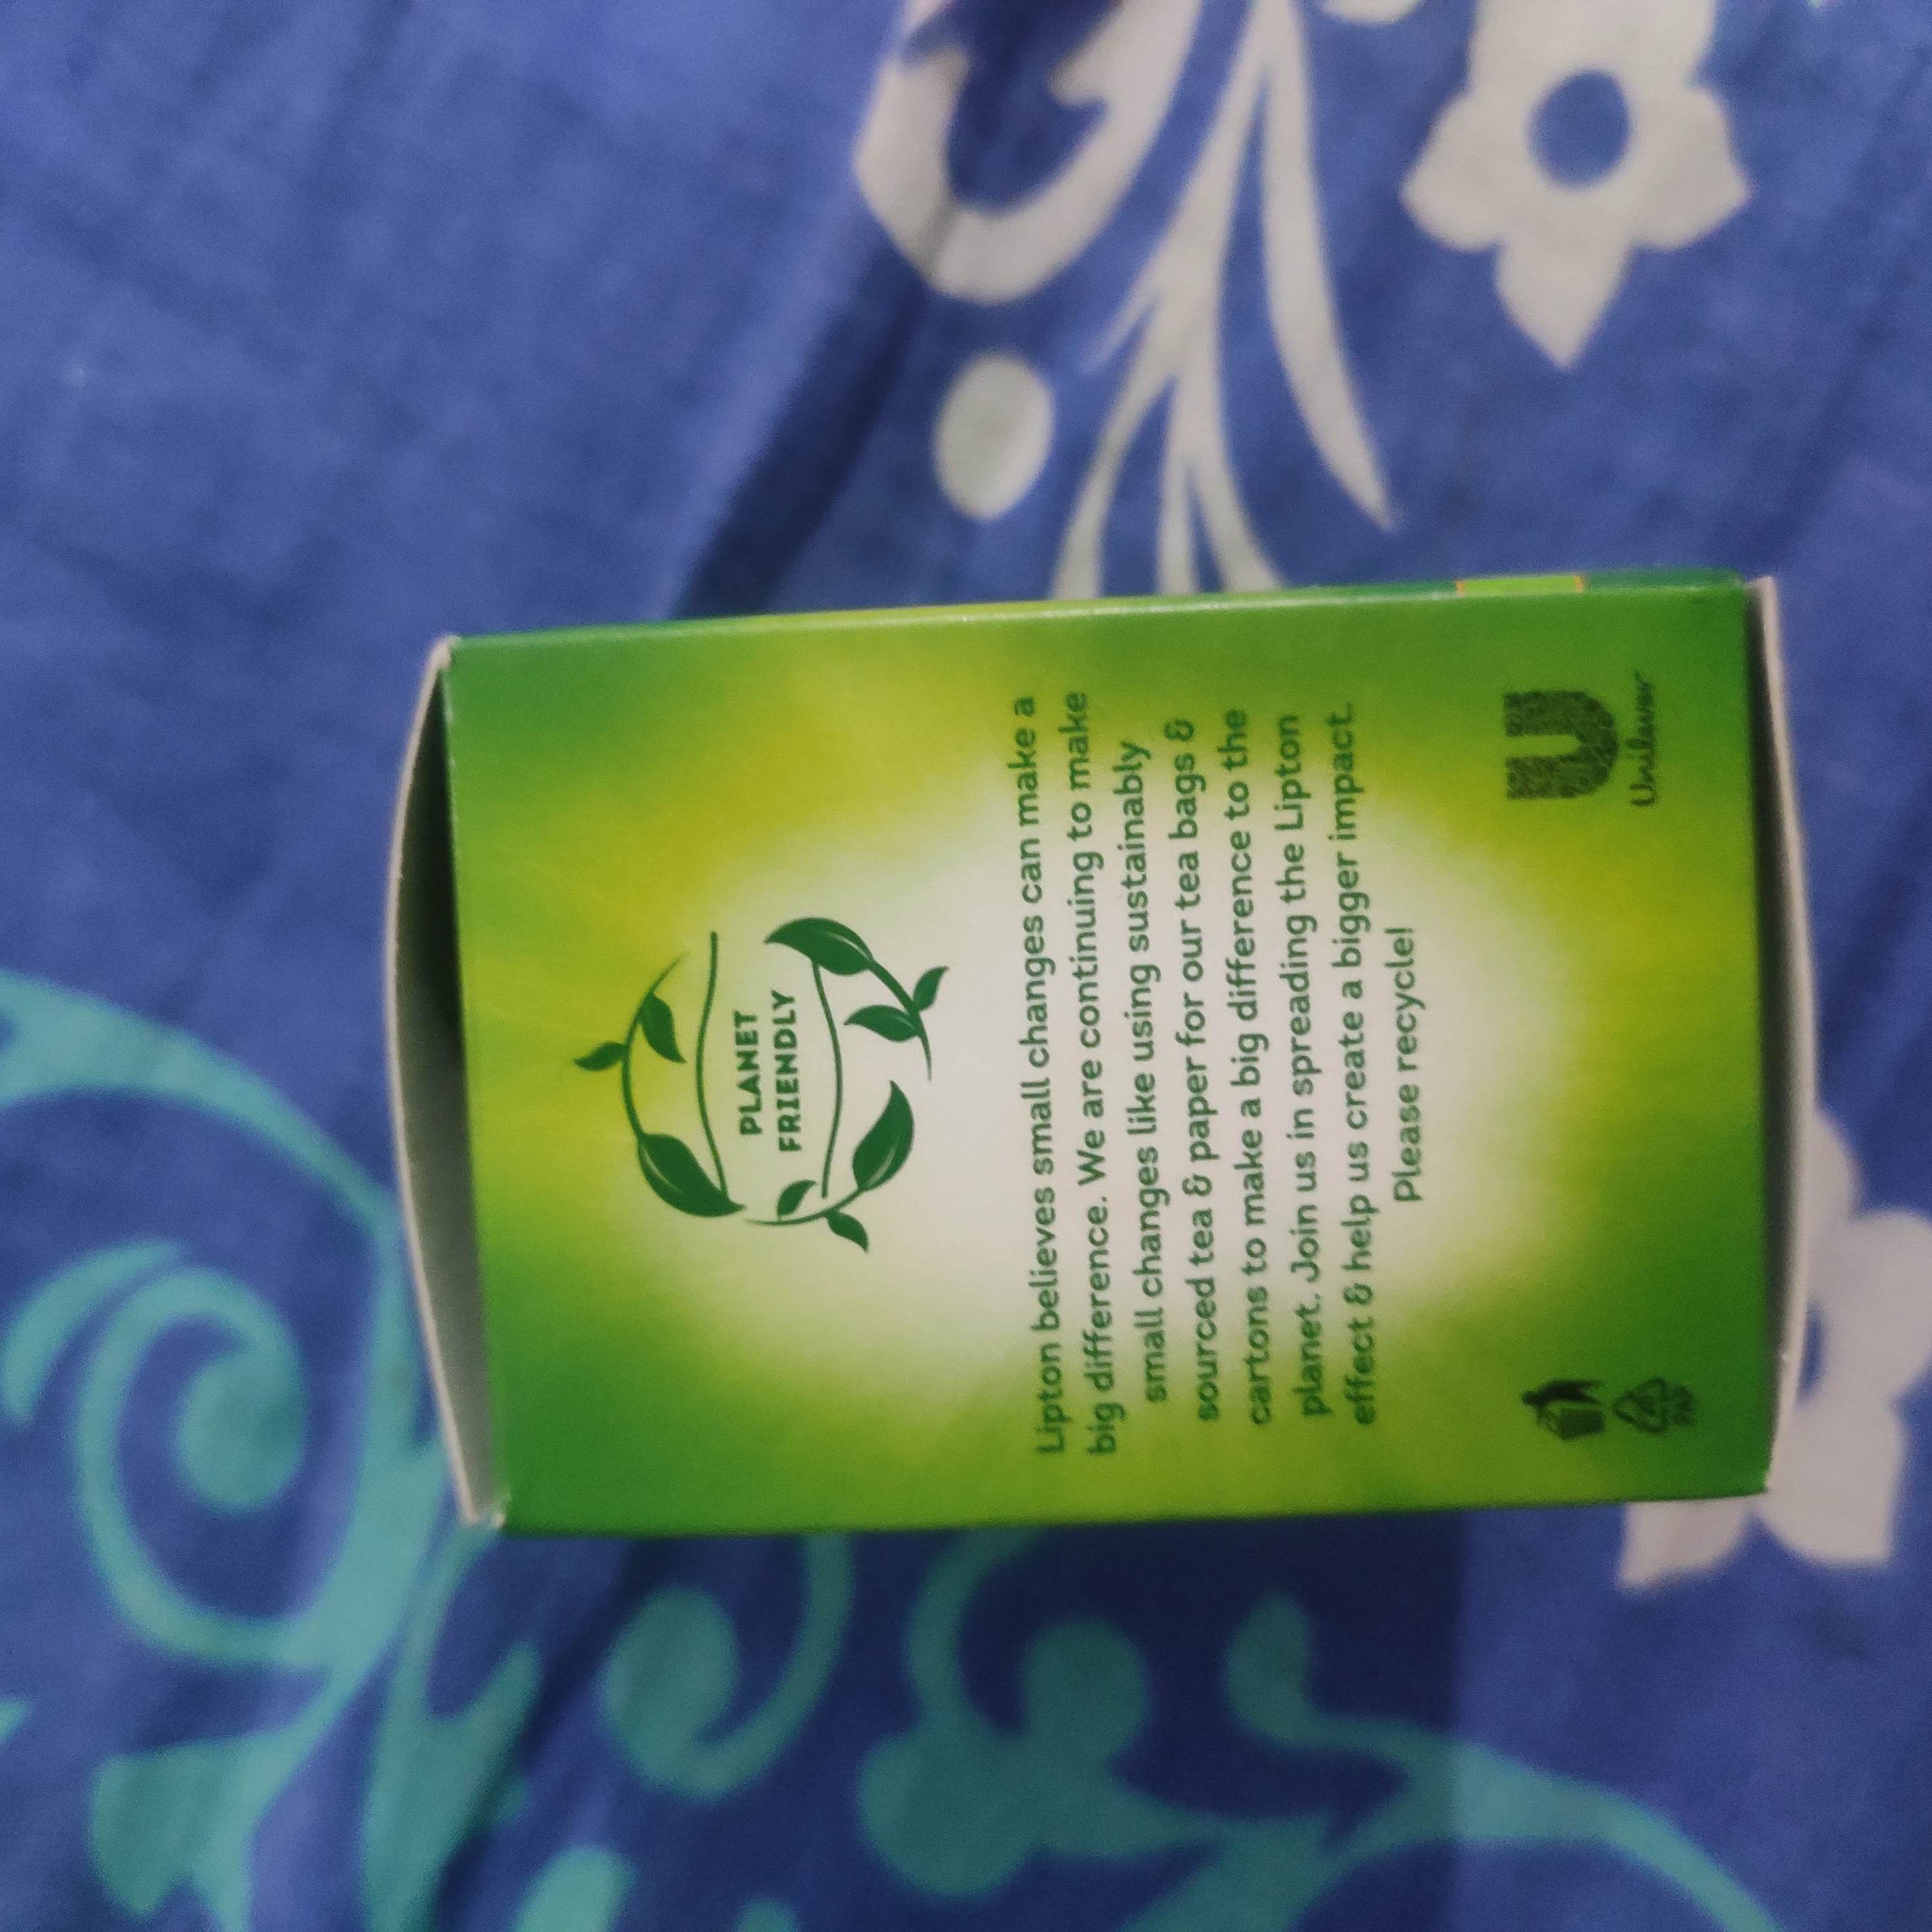 PLANET
FRIENDLY
Lipton believes small changes can make a
big difference. We are continuing to make
small changes like using sustainably
sourced tea & paper for our tea bags &
cartons to make a big difference to the
planet. Join us in spreading the Lipton
effect & help us create a bigger impact.
Please recycle!
PAP
Unilever